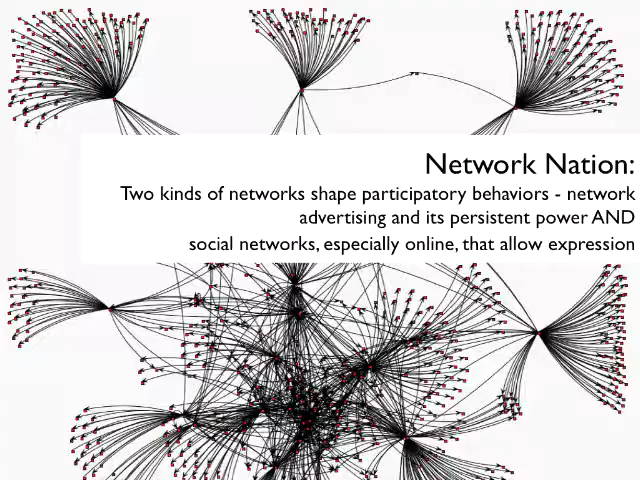 Network Nation:
Two kinds of networks shape participatory behaviors - network
advertising and its persistent power AND
social networks, especially online, that allow expression